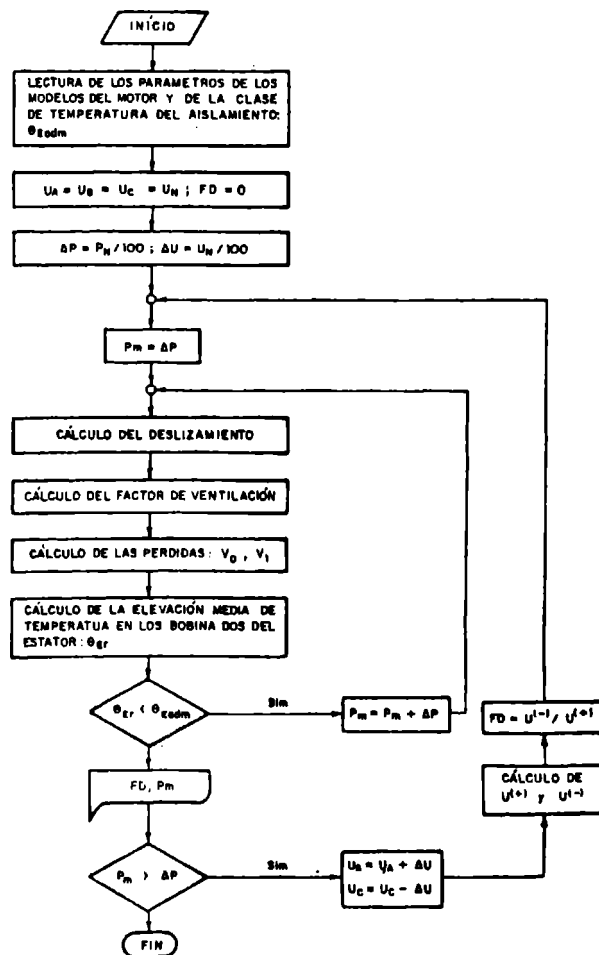 INÍCIO
LECTURA DE LOS PARAMETROS DE LOS
MODELOS DEL MOTOR Y DE LA CLASE
DE TEMPERATURA DEL AISLAMIENTO:
θEadm
UA = UB = UC = UN ; FD = 0
ΔP = PN/100 ; ΔU = UN/100
Pm = ΔP
CÁLCULO DEL DESLIZAMIENTO
CÁLCULO DEL FACTOR DE VENTILACIÓN
CÁLCULO DE LAS PERDIDAS: V0 , V1
CÁLCULO DE LA ELEVACIÓN MEDIA DE
TEMPERATUA EN LOS BOBINA DOS DEL
ESTATOR: θEr
θEr < θEadm
Sim
Pm = Pm + ΔP
FD = U(-)/ U(+)
CÁLCULO DE
U(+) y U(-)
FD, Pm
Pm > ΔP
Sim
UA = UA + ΔU
UC = UC - ΔU
FIN